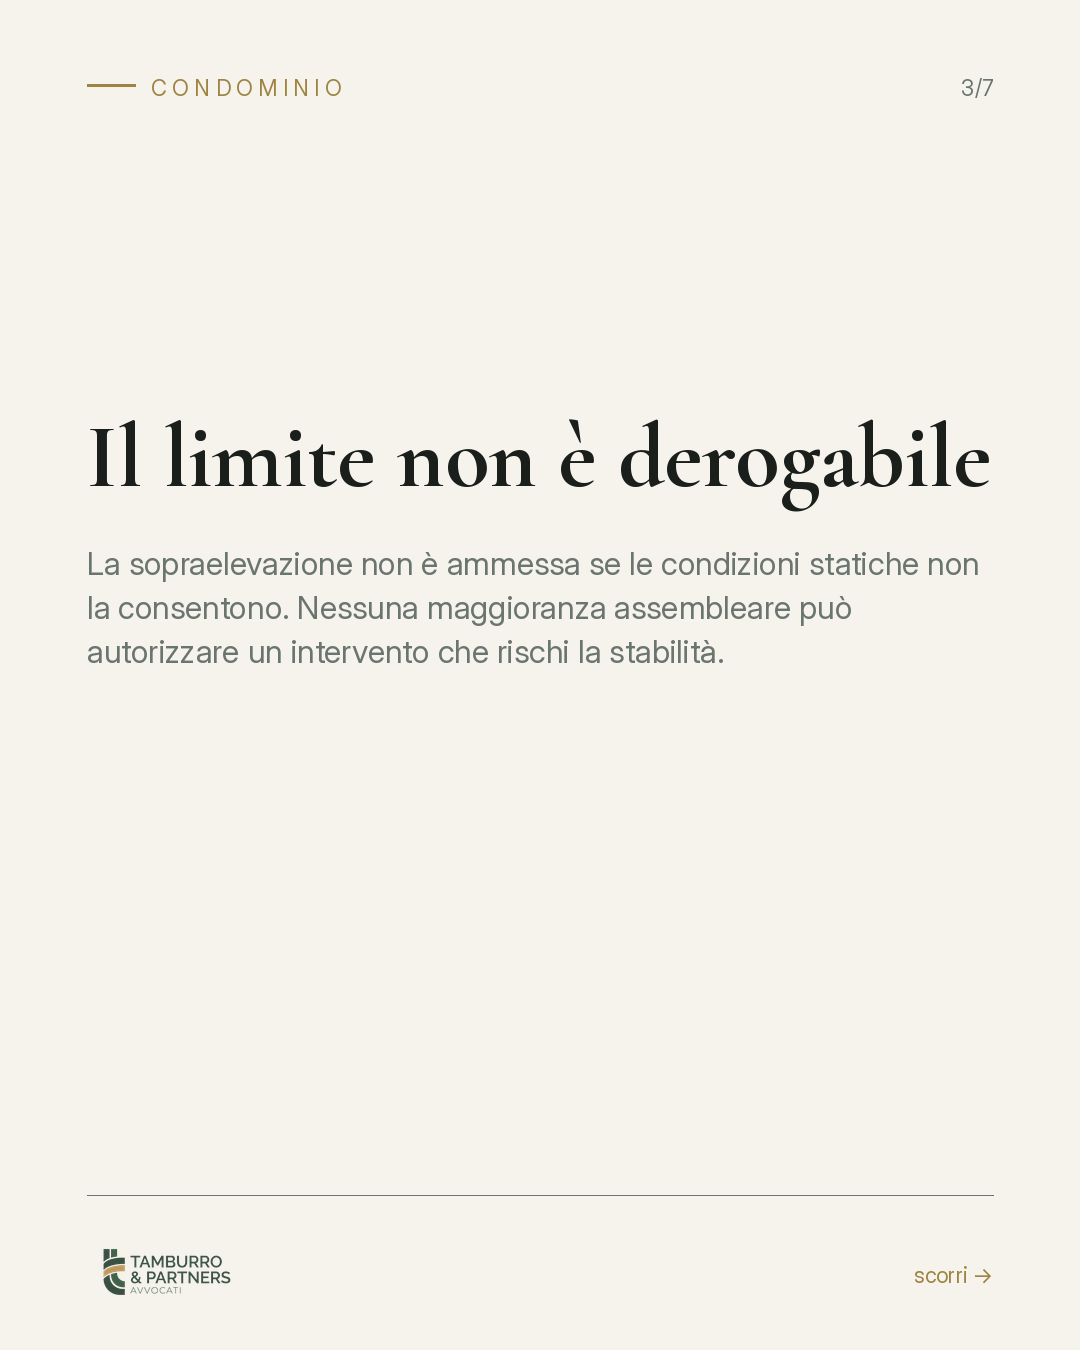 CONDOMINIO
3/7
Il limite non è derogabile
La sopraelevazione non è ammessa se le condizioni statiche non
la consentono. Nessuna maggioranza assembleare può
autorizzare un intervento che rischi la stabilità.
TAMBURRO
& PARTNERS
AVVOCATI
scorri →